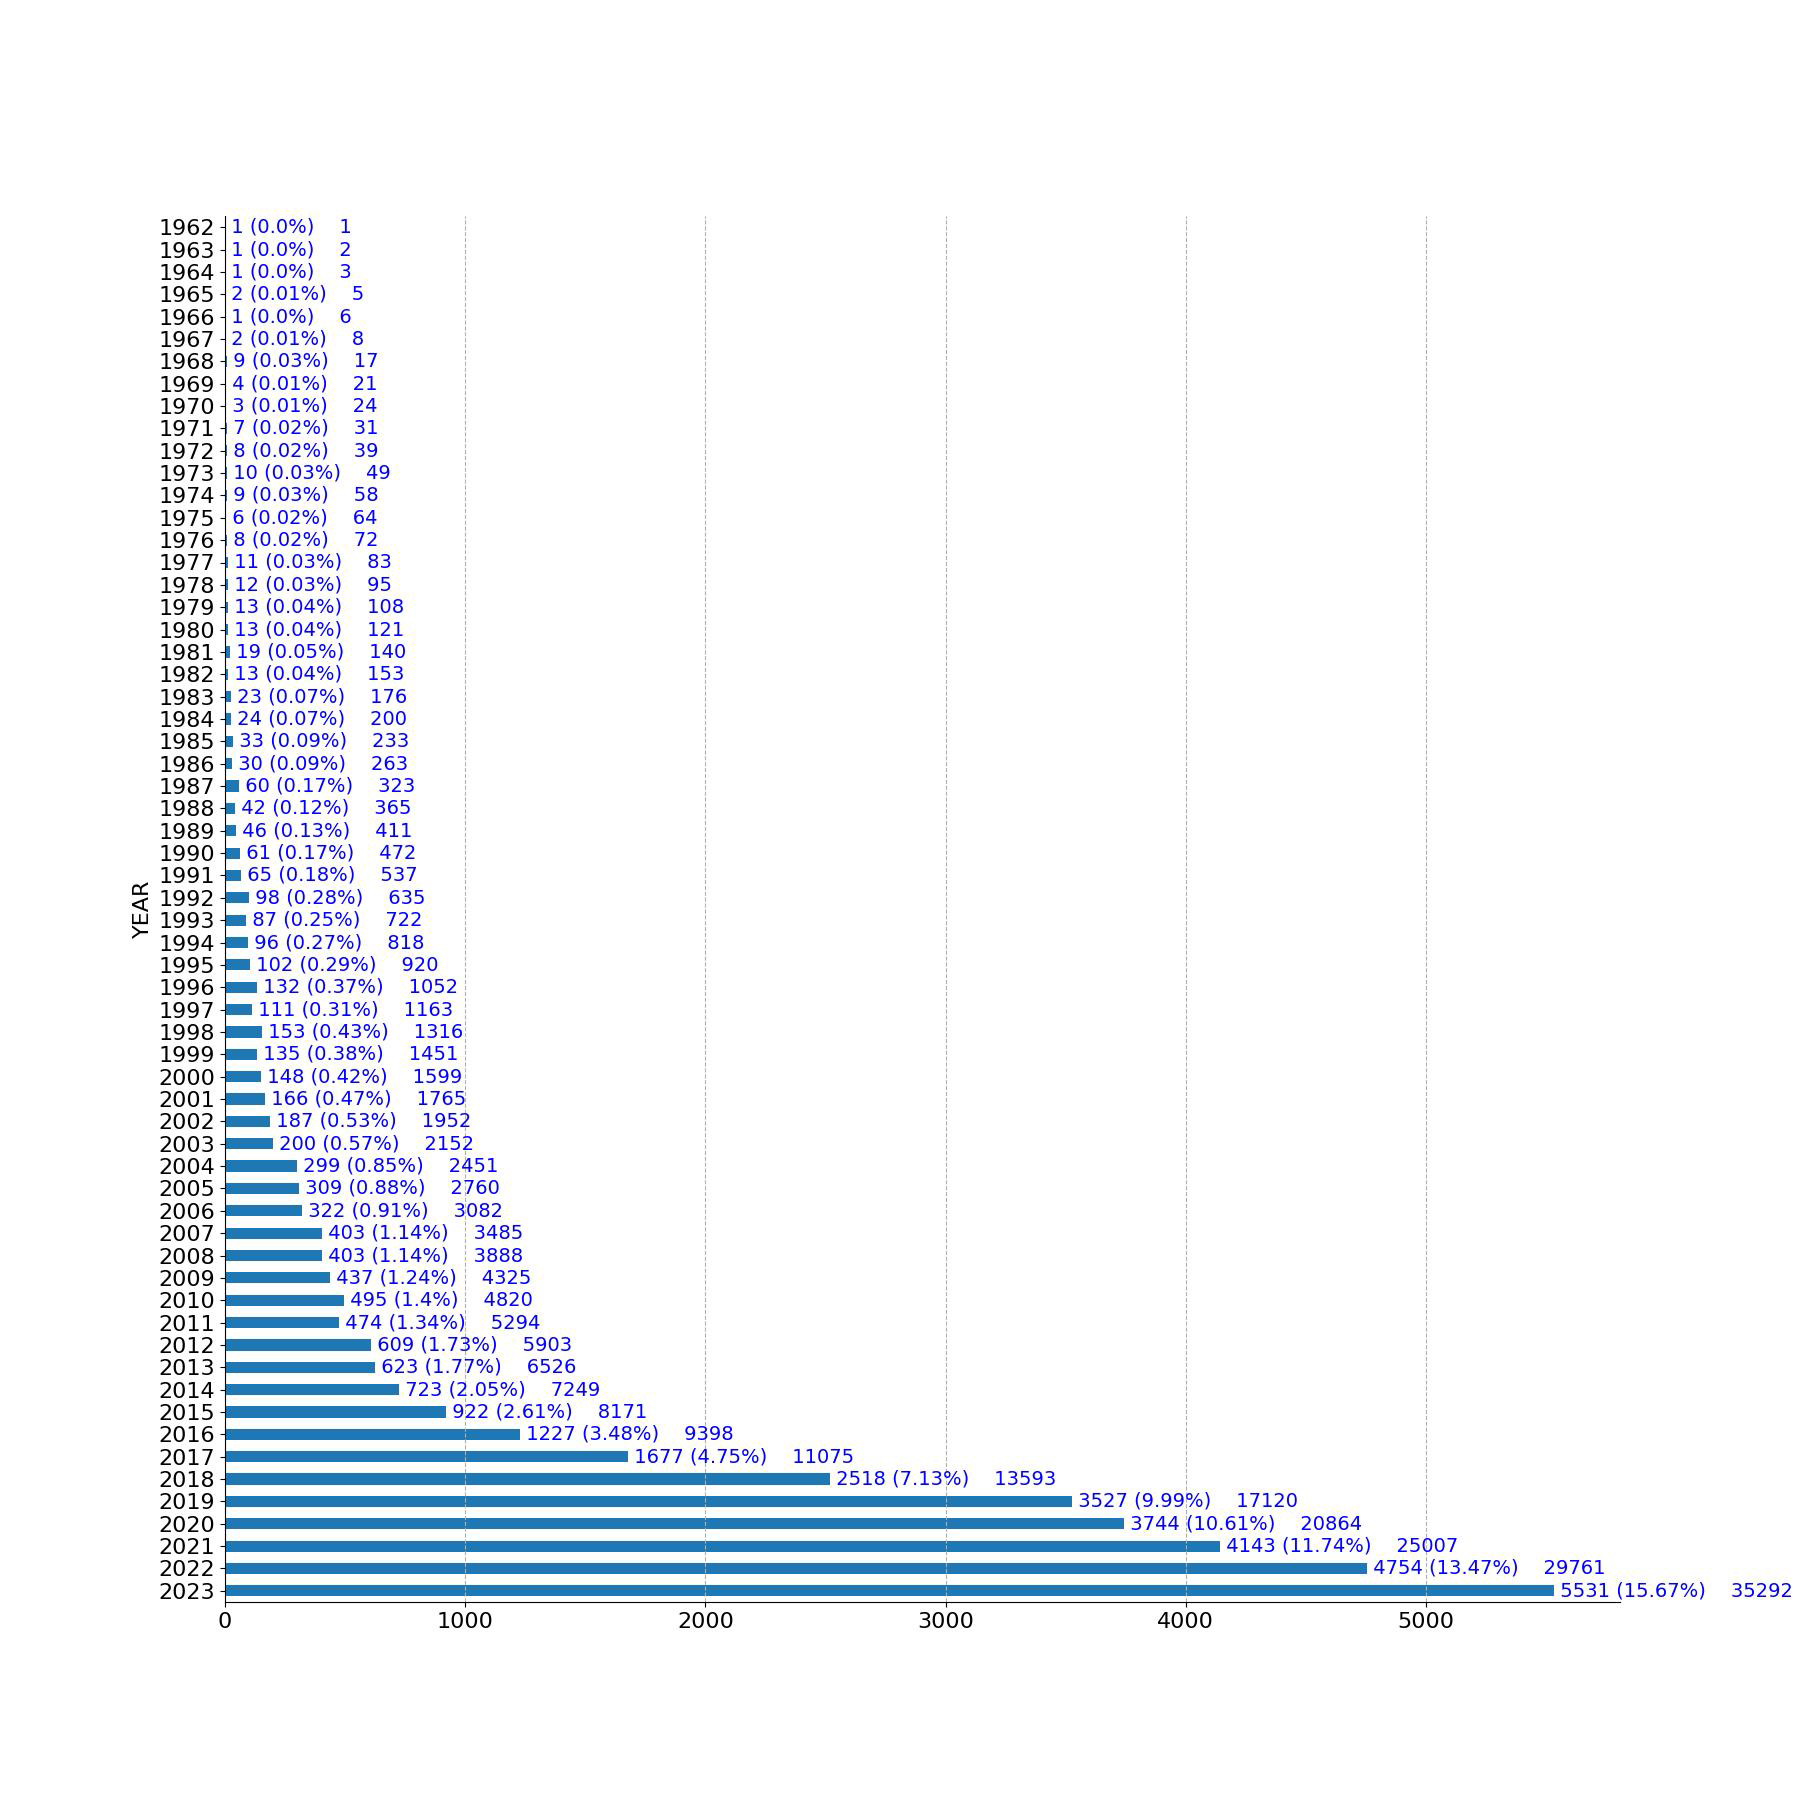 YEAR
1962 1 (0.0%) 1
1963 1 (0.0%) 2
1964 1 (0.0%) 3
1965 2 (0.01%) 5
1966 1 (0.0%) 6
1967 2 (0.01%) 8
1968 9 (0.03%) 17
1969 4 (0.01%) 21
1970 3 (0.01%) 24
1971 7 (0.02%) 31
1972 8 (0.02%) 39
1973 10 (0.03%) 49
1974 9 (0.03%) 58
1975 6 (0.02%) 64
1976 8 (0.02%) 72
1977 11 (0.03%) 83
1978 12 (0.03%) 95
1979 13 (0.04%) 108
1980 13 (0.04%) 121
1981 19 (0.05%) 140
1982 13 (0.04%) 153
1983 23 (0.07%) 176
1984 24 (0.07%) 200
1985 33 (0.09%) 233
1986 30 (0.09%) 263
1987 60 (0.17%) 323
1988 42 (0.12%) 365
1989 46 (0.13%) 411
1990 61 (0.17%) 472
1991 65 (0.18%) 537
1992 98 (0.28%) 635
1993 87 (0.25%) 722
1994 96 (0.27%) 818
1995 102 (0.29%) 920
1996 132 (0.37%) 1052
1997 111 (0.31%) 1163
1998 153 (0.43%) 1316
1999 135 (0.38%) 1451
2000 148 (0.42%) 1599
2001 166 (0.47%) 1765
2002 187 (0.53%) 1952
2003 200 (0.57%) 2152
2004 299 (0.85%) 2451
2005 309 (0.88%) 2760
2006 322 (0.91%) 3082
2007 403 (1.14%) 3485
2008 403 (1.14%) 3888
2009 437 (1.24%) 4325
2010 495 (1.4%) 4820
2011 474 (1.34%) 5294
2012 609 (1.73%) 5903
2013 623 (1.77%) 6526
2014 723 (2.05%) 7249
2015 922 (2.61%) 8171
2016 1227 (3.48%) 9398
2017 1677 (4.75%) 11075
2018 2518 (7.13%) 13593
2019 3527 (9.99%) 17120
2020 3744 (10.61%) 20864
2021 4143 (11.74%) 25007
2022 4754 (13.47%) 29761
2023 5531 (15.67%) 35292
0 1000 2000 3000 4000 5000